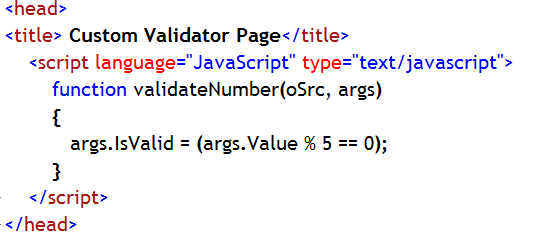 <head>
<title> Custom Validator Page</title>
<script language="JavaScript" type="text/javascript">
function validateNumber(oSrc, args)
{
args.IsValid = (args.Value % 5 == 0);
}
</script>
</head>